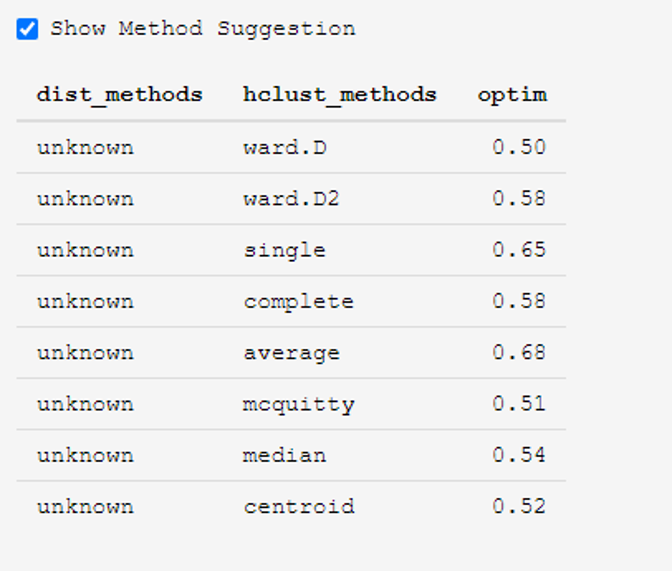 Show Method Suggestion
dist_methods hclust_methods optim
unknown ward.D 0.50
unknown ward.D2 0.58
unknown single 0.65
unknown complete 0.58
unknown average 0.68
unknown mcquitty 0.51
unknown median 0.54
unknown centroid 0.52